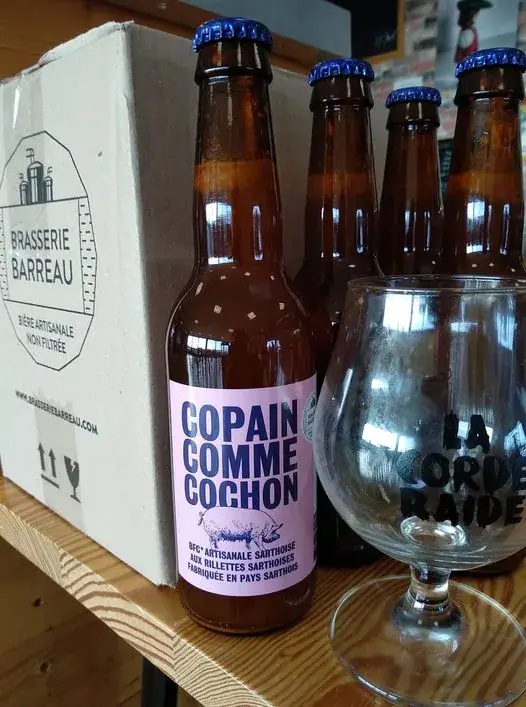 BRASSERIE
BARREAU
BIÈRE ARTISANALE
NON FILTRÉE
WWW.BRASSERIEBARREAU.COM
COPAIN
COMME
COCHON
BFC* ARTISANALE SARTHOISE
AUX RILLETTES SARTHOISES
FABRIQUÉE EN PAYS SARTHOIS
LA
CORDE
RAIDE